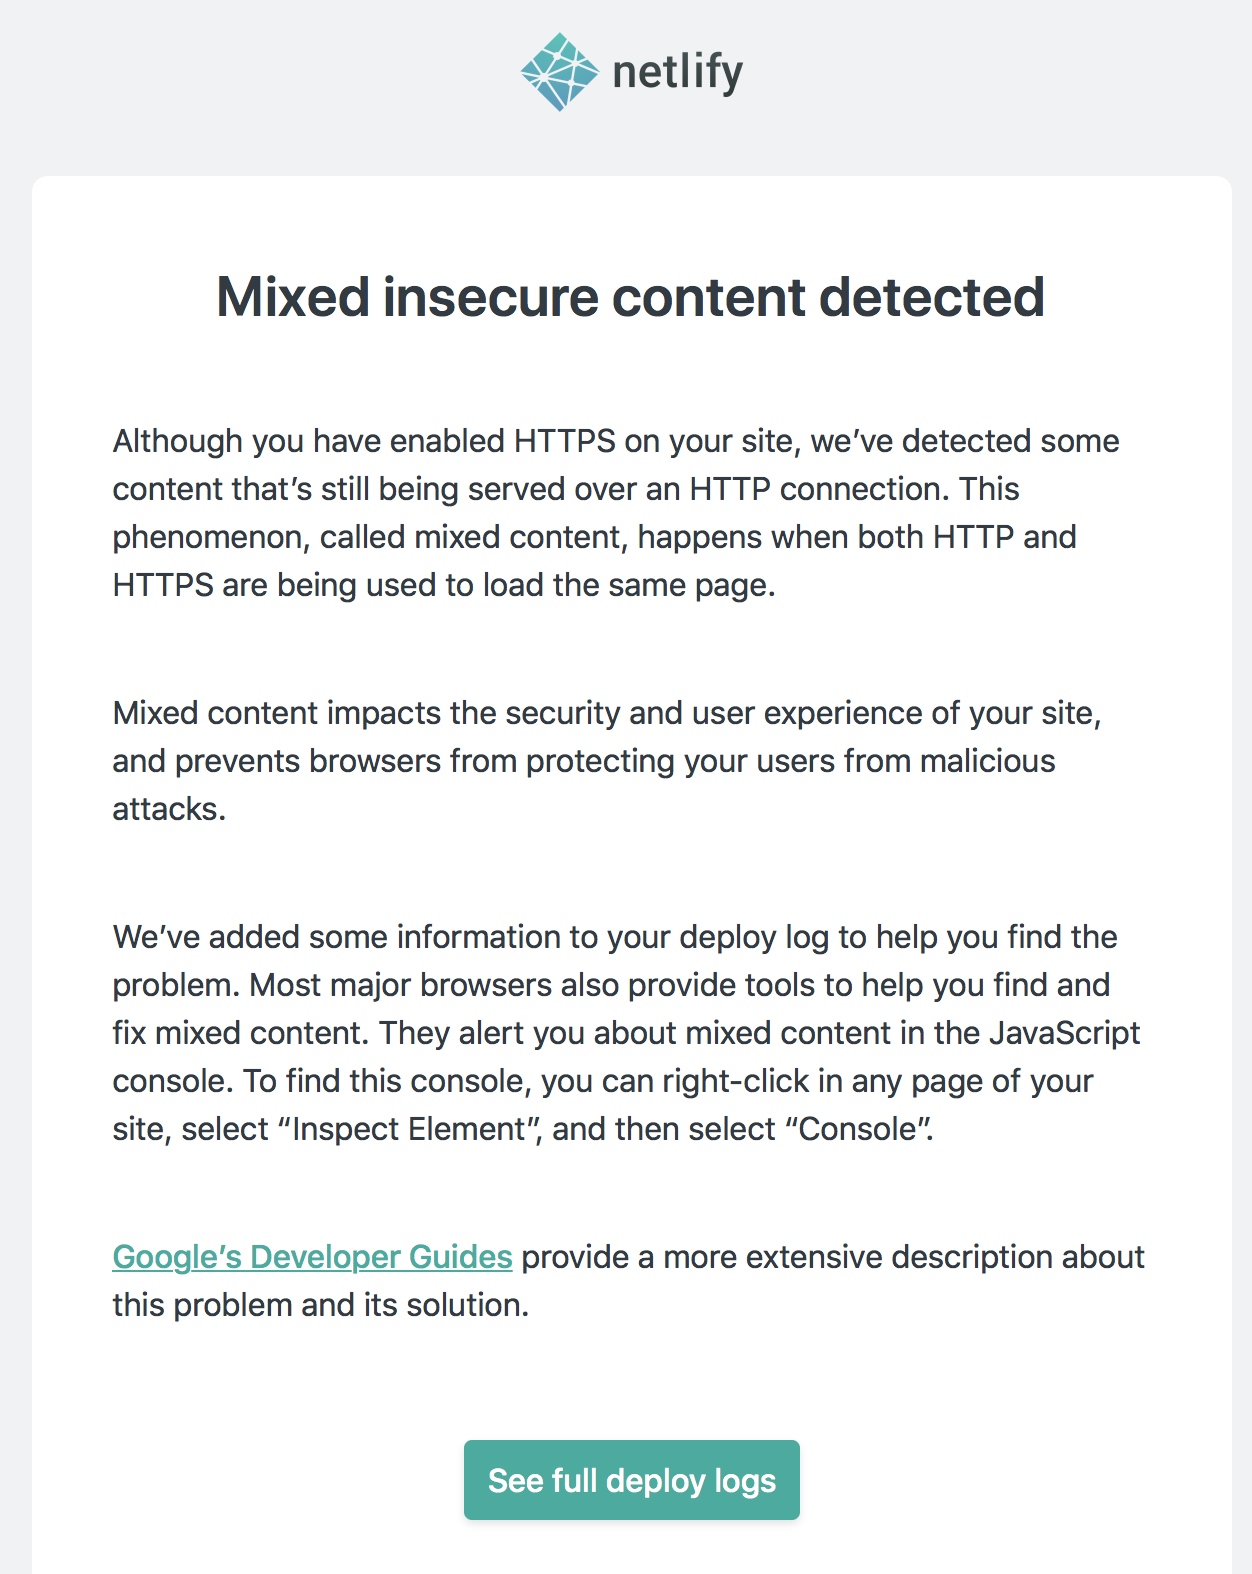 netlify
Mixed insecure content detected
Although you have enabled HTTPS on your site, we’ve detected some
content that’s still being served over an HTTP connection. This
phenomenon, called mixed content, happens when both HTTP and
HTTPS are being used to load the same page.
Mixed content impacts the security and user experience of your site,
and prevents browsers from protecting your users from malicious
attacks.
We’ve added some information to your deploy log to help you find the
problem. Most major browsers also provide tools to help you find and
fix mixed content. They alert you about mixed content in the JavaScript
console. To find this console, you can right-click in any page of your
site, select “Inspect Element”, and then select “Console”.
Google’s Developer Guides provide a more extensive description about
this problem and its solution.
See full deploy logs